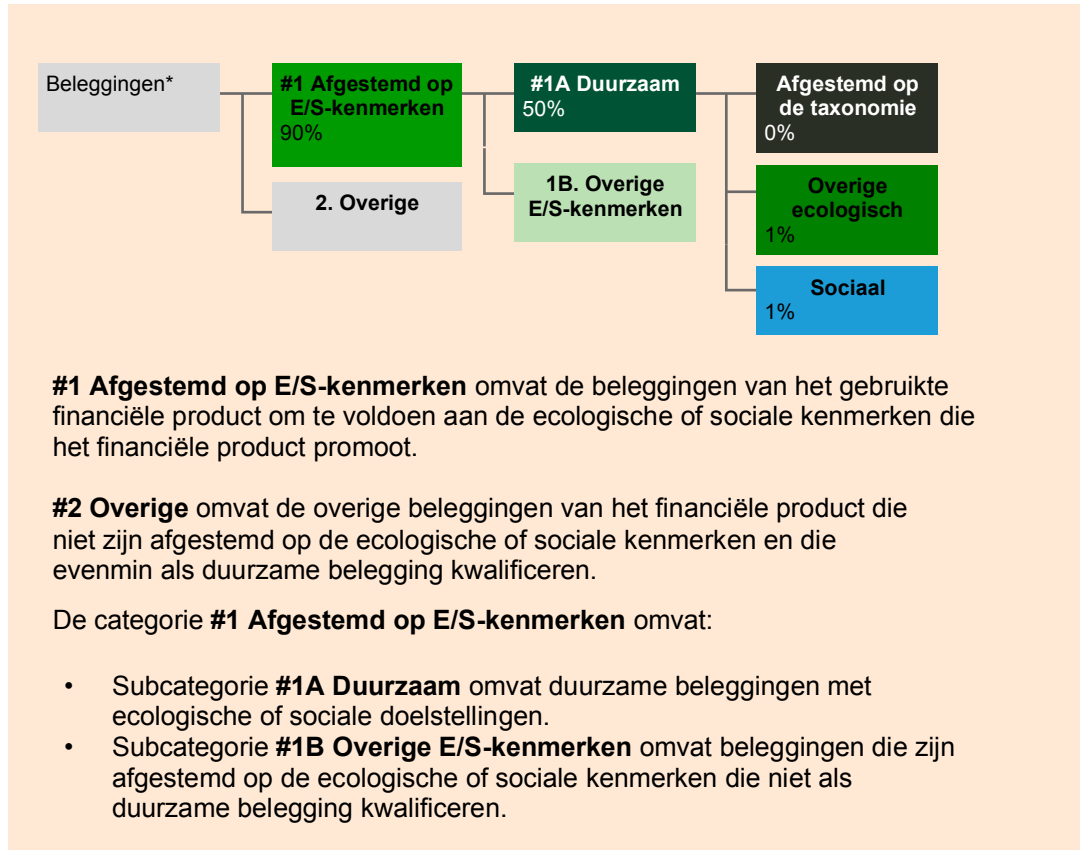 Beleggingen*
#1 Afgestemd op
E/S-kenmerken
90%
2. Overige
#1A Duurzaam
50%
1B. Overige
E/S-kenmerken
Afgestemd op
de taxonomie
0%
Overige
ecologisch
1%
Sociaal
1%
#1 Afgestemd op E/S-kenmerken omvat de beleggingen van het gebruikte
financiële product om te voldoen aan de ecologische of sociale kenmerken die
het financiële product promoot.
#2 Overige omvat de overige beleggingen van het financiële product die
niet zijn afgestemd op de ecologische of sociale kenmerken en die
evenmin als duurzame belegging kwalificeren.
De categorie #1 Afgestemd op E/S-kenmerken omvat:
• Subcategorie #1A Duurzaam omvat duurzame beleggingen met
ecologische of sociale doelstellingen.
• Subcategorie #1B Overige E/S-kenmerken omvat beleggingen die zijn
afgestemd op de ecologische of sociale kenmerken die niet als
duurzame belegging kwalificeren.